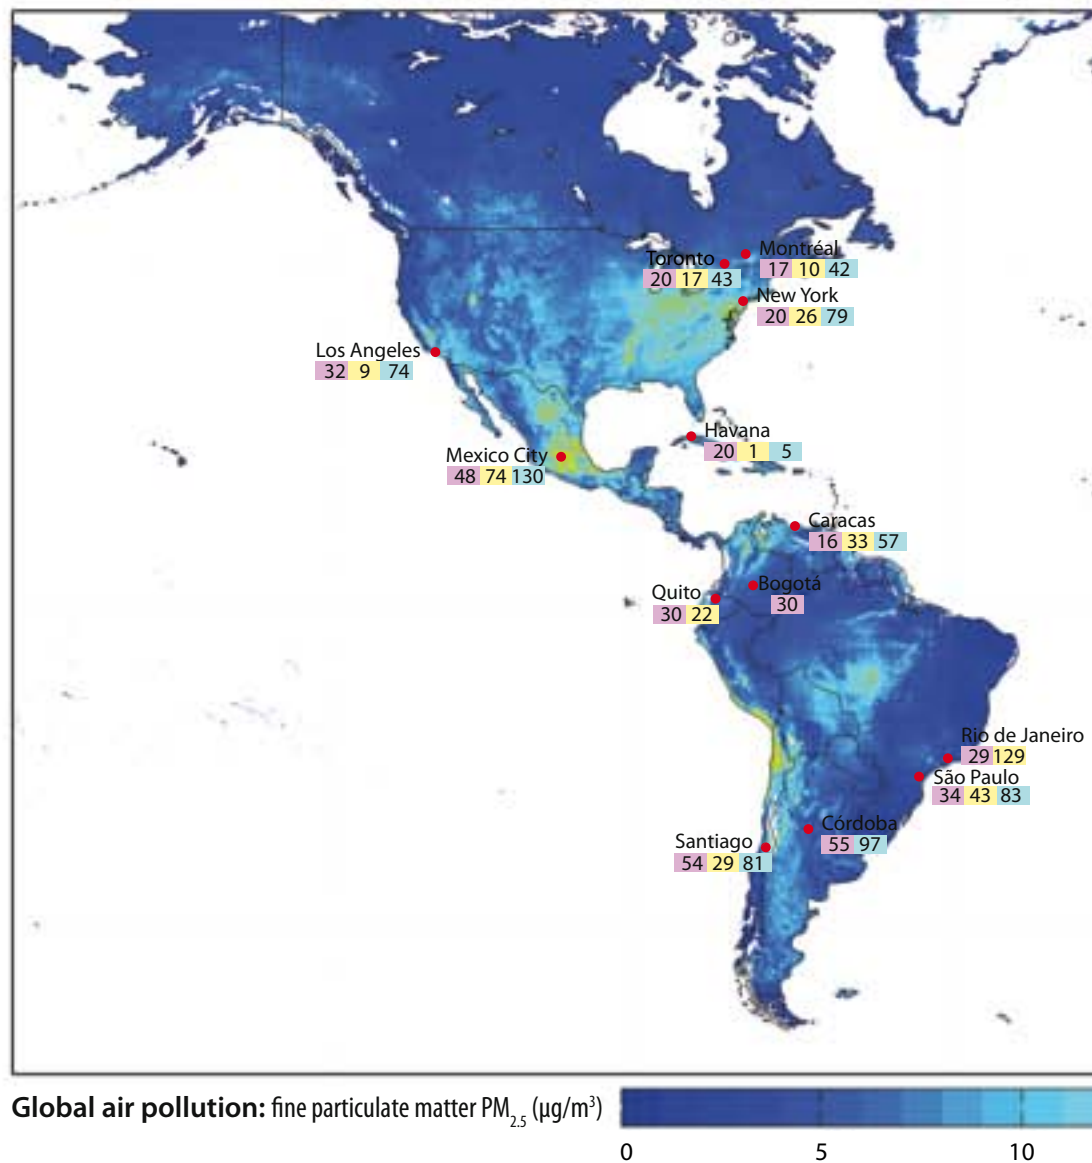 Montréal
17 10 42
Toronto
20 17 43
New York
20 26 79
Los Angeles
32 9 74
Havana
20 1 5
Mexico City
48 74 130
Caracas
16 33 57
Bogotá
30
Quito
30 22
Rio de Janeiro
29 129
São Paulo
34 43 83
Córdoba
55 97
Santiago
54 29 81
Global air pollution: fine particulate matter PM2.5 (µg/m³)
0 5 10